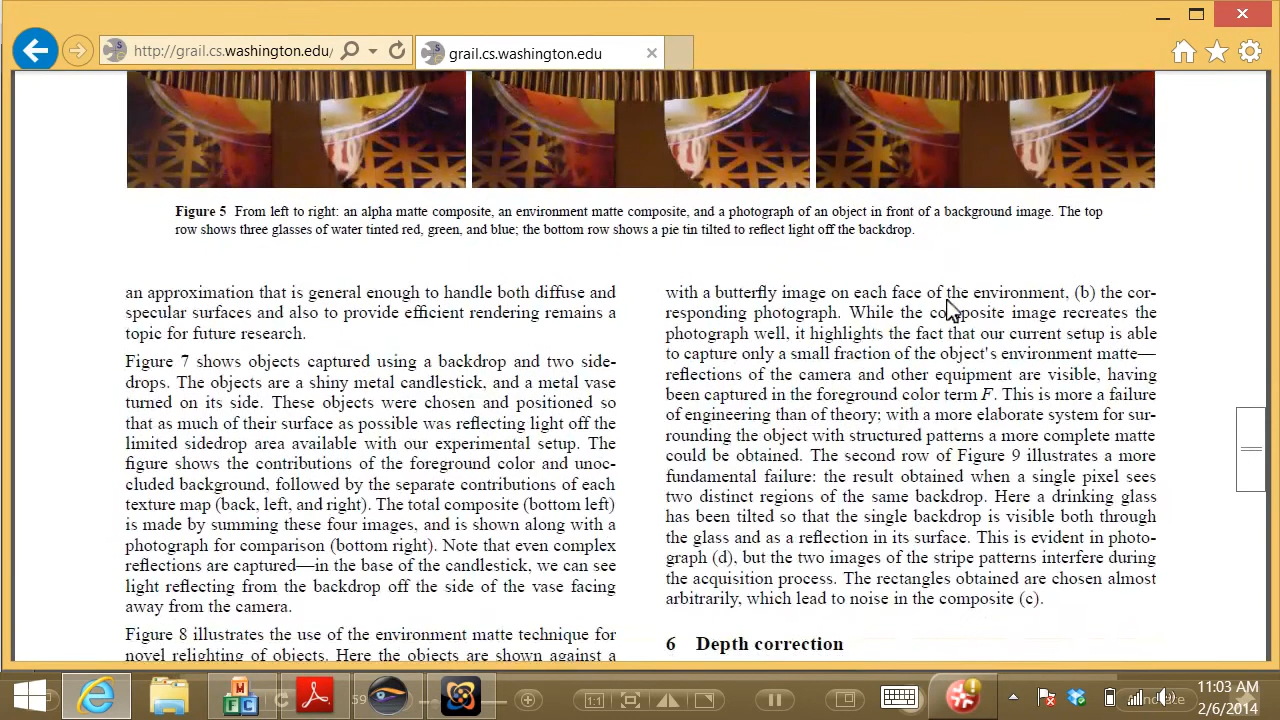 http://grail.cs.washington.edu/
grail.cs.washington.edu
Figure 5 From left to right: an alpha matte composite, an environment matte composite, and a photograph of an object in front of a background image. The top
row shows three glasses of water tinted red, green, and blue; the bottom row shows a pie tin tilted to reflect light off the backdrop.
an approximation that is general enough to handle both diffuse and
specular surfaces and also to provide efficient rendering remains a
topic for future research.
Figure 7 shows objects captured using a backdrop and two side-
drops. The objects are a shiny metal candlestick, and a metal vase
turned on its side. These objects were chosen and positioned so
that as much of their surface as possible was reflecting light off the
limited sidedrop area available with our experimental setup. The
figure shows the contributions of the foreground color and unoc-
cluded background, followed by the separate contributions of each
texture map (back, left, and right). The total composite (bottom left)
is made by summing these four images, and is shown along with a
photograph for comparison (bottom right). Note that even complex
reflections are captured—in the base of the candlestick, we can see
light reflecting from the backdrop off the side of the vase facing
away from the camera.
Figure 8 illustrates the use of the environment matte technique for
novel relighting of objects. Here the objects are shown against a
with a butterfly image on each face of the environment, (b) the cor-
responding photograph. While the composite image recreates the
photograph well, it highlights the fact that our current setup is able
to capture only a small fraction of the object's environment matte—
reflections of the camera and other equipment are visible, having
been captured in the foreground color term F. This is more a failure
of engineering than of theory; with a more elaborate system for sur-
rounding the object with structured patterns a more complete matte
could be obtained. The second row of Figure 9 illustrates a more
fundamental failure: the result obtained when a single pixel sees
two distinct regions of the same backdrop. Here a drinking glass
has been tilted so that the single backdrop is visible both through
the glass and as a reflection in its surface. This is evident in photo-
graph (d), but the two images of the stripe patterns interfere during
the acquisition process. The rectangles obtained are chosen almost
arbitrarily, which lead to noise in the composite (c).
6 Depth correction
M
F C
59
1:1
11:03 AM
2/6/2014